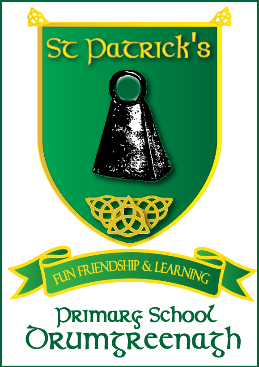 St Patrick's
FUN FRIENDSHIP & LEARNING
Primary School
Drumgreenagh